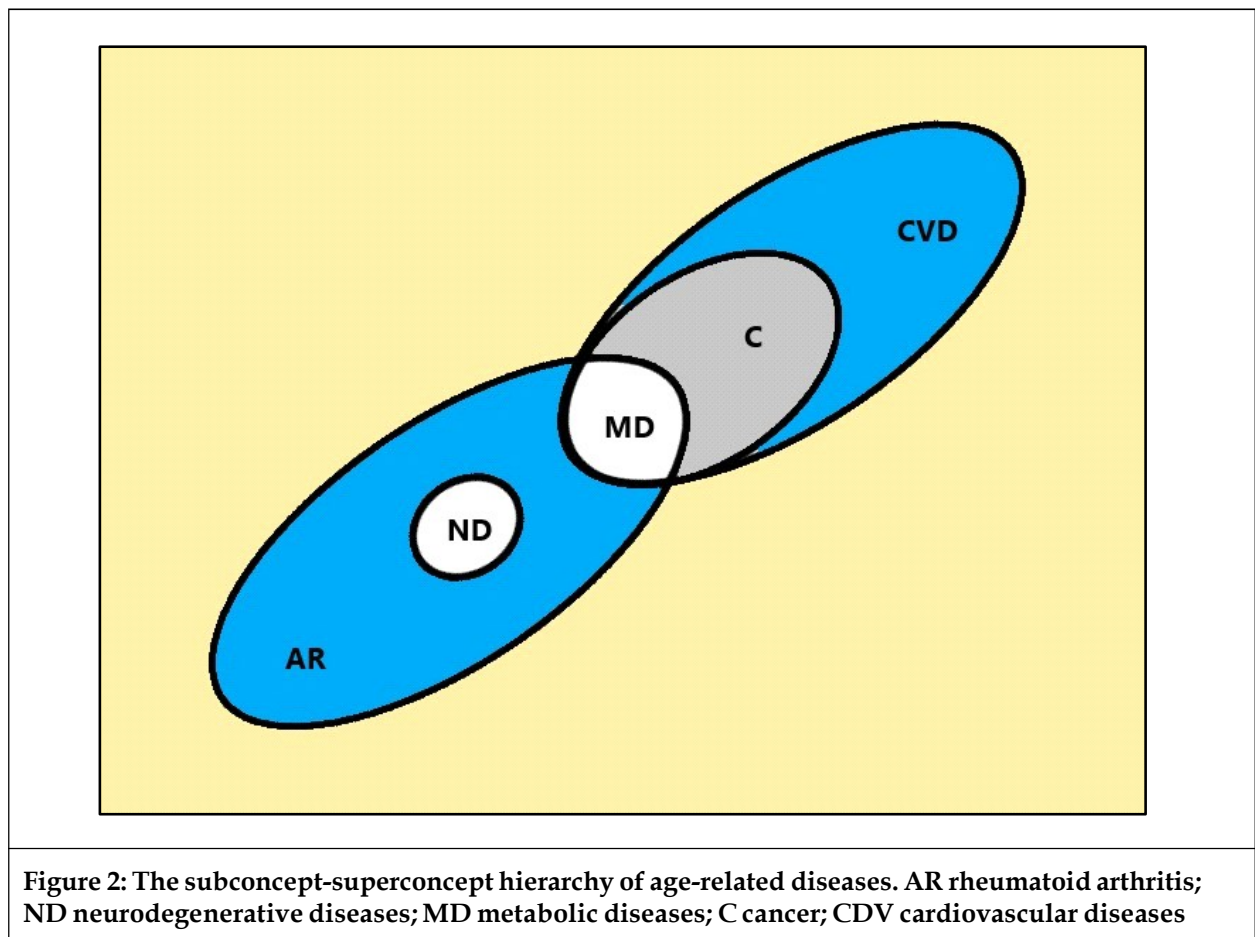 CVD
C
MD
ND
AR
Figure 2: The subconcept-superconcept hierarchy of age-related diseases. AR rheumatoid arthritis;
ND neurodegenerative diseases; MD metabolic diseases; C cancer; CDV cardiovascular diseases